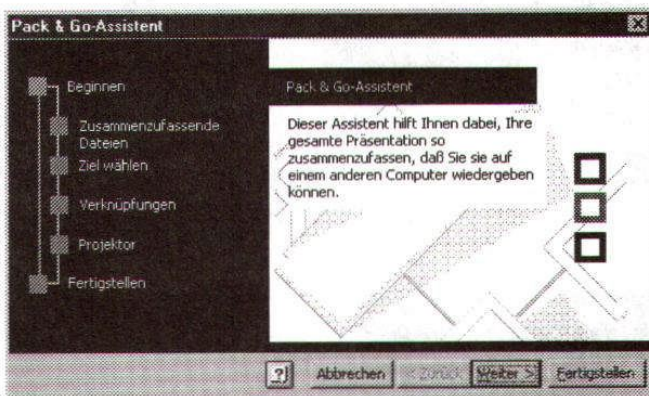 Pack & Go-Assistent
Beginnen
Zusammenzufassende
Dateien
Ziel wählen
Verknüpfungen
Projektor
Fertigstellen
Pack & Go-Assistent
Dieser Assistent hilft Ihnen dabei, Ihre
gesamte Präsentation so
zusammenzufassen, daß Sie sie auf
einem anderen Computer wiedergeben
können.
? Abbrechen < Zurück Weiter > Fertigstellen